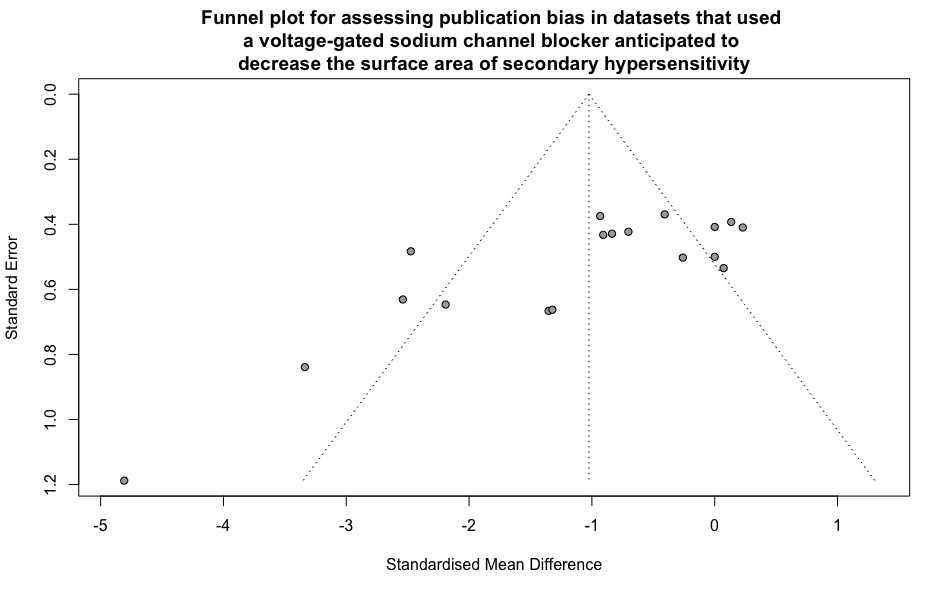 Funnel plot for assessing publication bias in datasets that used
a voltage-gated sodium channel blocker anticipated to
decrease the surface area of secondary hypersensitivity
0.0
0.2
0.4
0.6
0.8
1.0
1.2
Standard Error
-5
-4
-3
-2
-1
0
1
Standardised Mean Difference